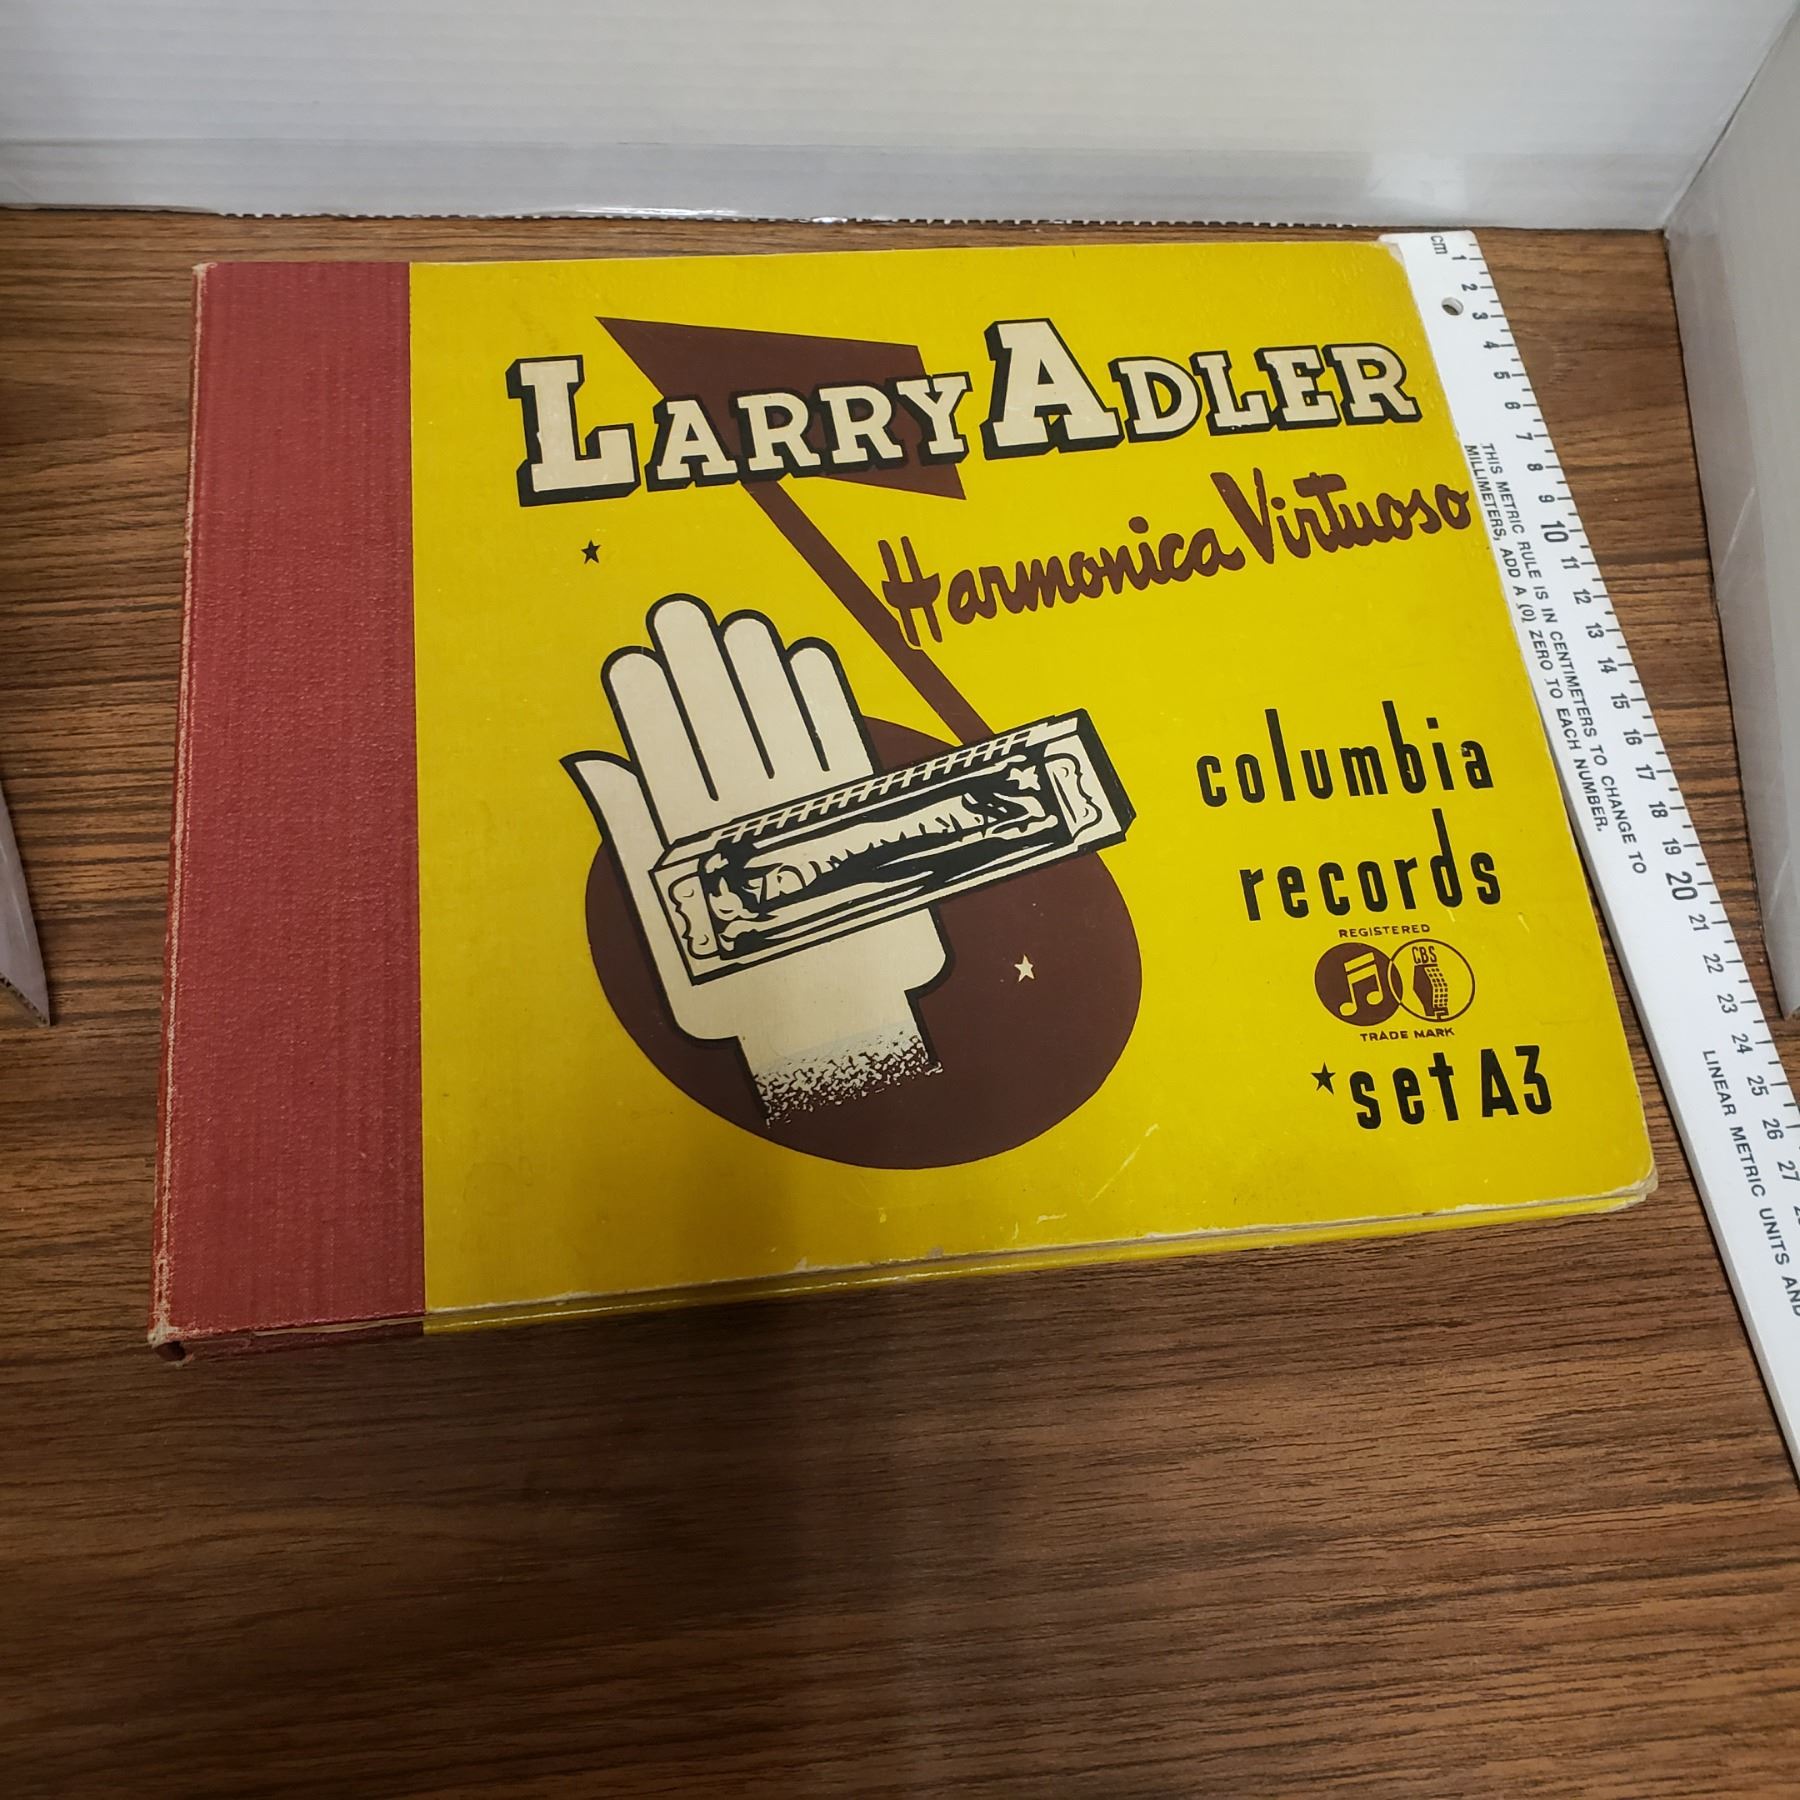 LARRY ADLER
Harmonica Virtuoso
columbia
records
REGISTERED
CBS
TRADE MARK
*set A3
cm 1 2 3 4 5 6 7 8 9 10 11 12 13 14 15 16 17 18 19 20 21 22 23 24 25 26 27
THIS METRIC RULE IS IN CENTIMETERS TO CHANGE TO
MILLIMETERS, ADD A (0) ZERO TO EACH NUMBER.
LINEAR METRIC UNITS AND